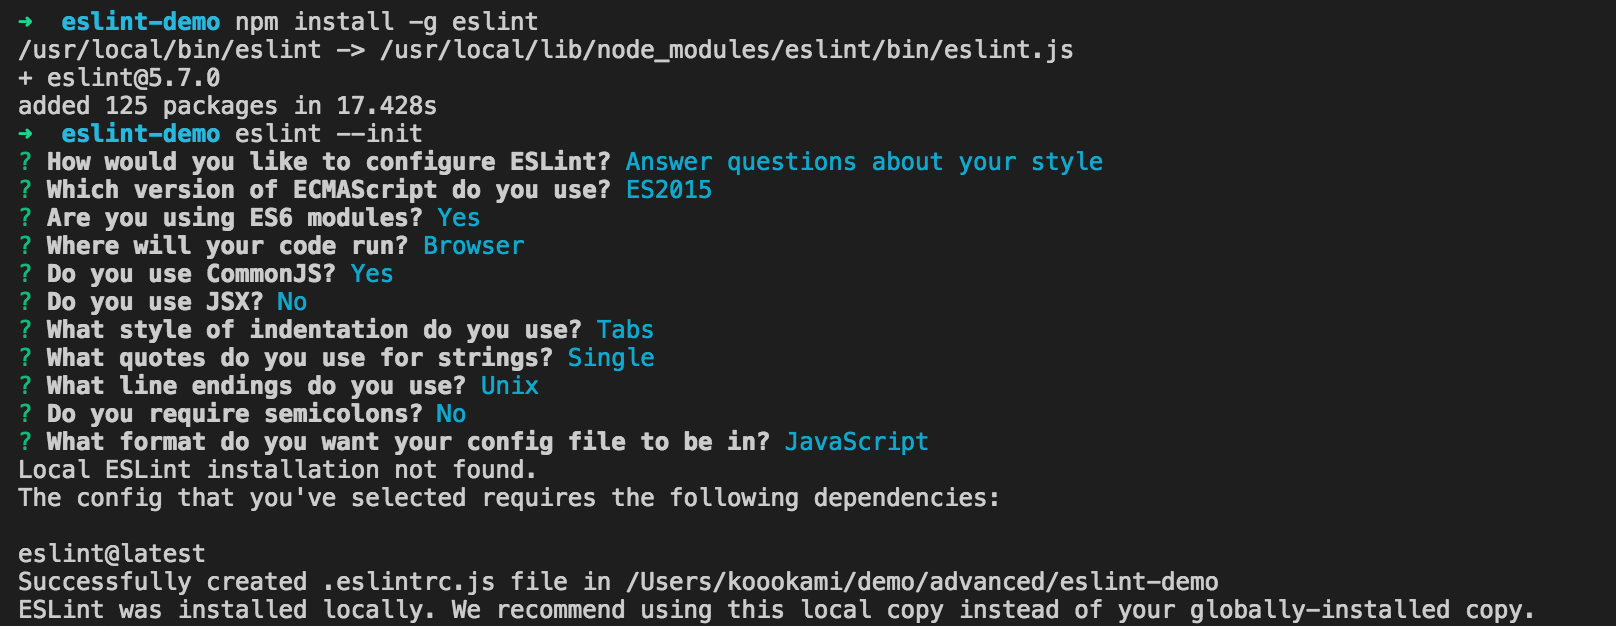 ➜  eslint-demo npm install -g eslint
/usr/local/bin/eslint -> /usr/local/lib/node_modules/eslint/bin/eslint.js
+ eslint@5.7.0
added 125 packages in 17.428s
➜  eslint-demo eslint --init
? How would you like to configure ESLint? Answer questions about your style
? Which version of ECMAScript do you use? ES2015
? Are you using ES6 modules? Yes
? Where will your code run? Browser
? Do you use CommonJS? Yes
? Do you use JSX? No
? What style of indentation do you use? Tabs
? What quotes do you use for strings? Single
? What line endings do you use? Unix
? Do you require semicolons? No
? What format do you want your config file to be in? JavaScript
Local ESLint installation not found.
The config that you've selected requires the following dependencies:

eslint@latest
Successfully created .eslintrc.js file in /Users/koookami/demo/advanced/eslint-demo
ESLint was installed locally. We recommend using this local copy instead of your globally-installed copy.